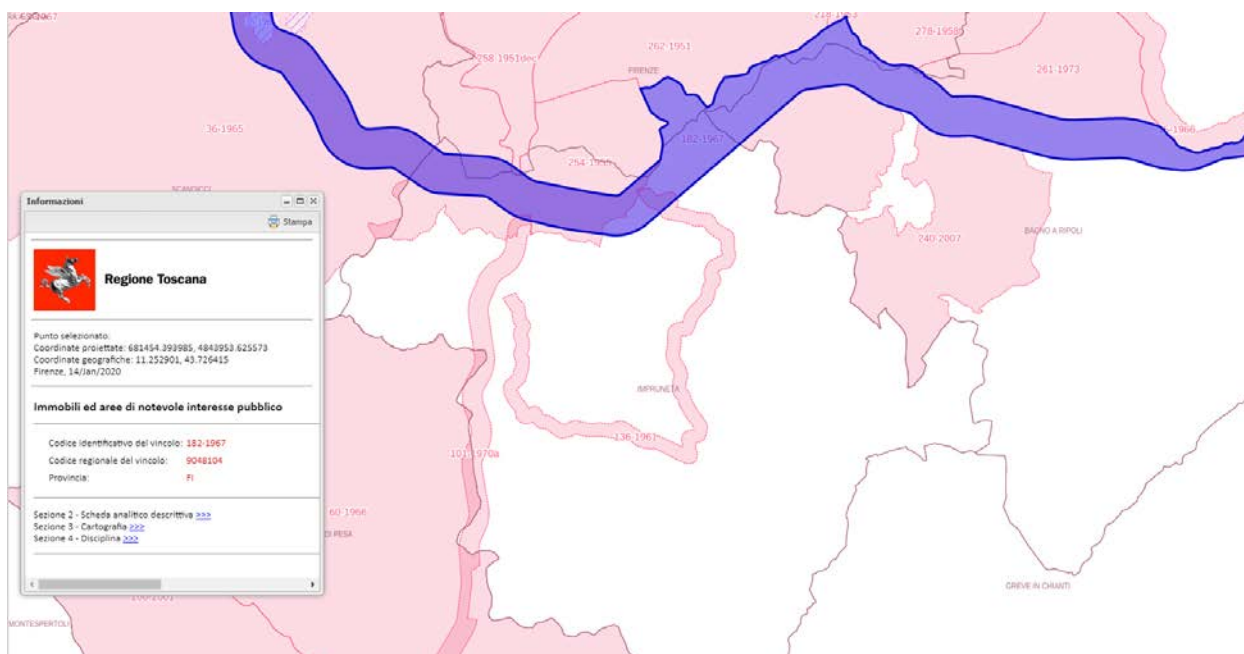 218-1953
278-1958
262-1951
258-1951dec
FIRENZE
261-1973
36-1965
182-1967
254-1955
SCANDICCI
Informazioni
Stampa
Regione Toscana
BAGNO A RIPOLI
240-2007
Punto selezionato:
Coordinate proiettate: 681454.393985, 4843953.625573
Coordinate geografiche: 11.252901, 43.726415
Firenze, 14/Jan/2020
IMPRUNETA
Immobili ed aree di notevole interesse pubblico
136-1961
Codice identificativo del vincolo: 182-1967
101-1970a
Codice regionale del vincolo: 9048104
Provincia: FI
Sezione 2 - Scheda analitico descrittiva >>>
60-1966
Sezione 3 - Cartografia >>>
DI PESA
Sezione 4 - Disciplina >>>
GREVE IN CHIANTI
MONTESPERTOLI